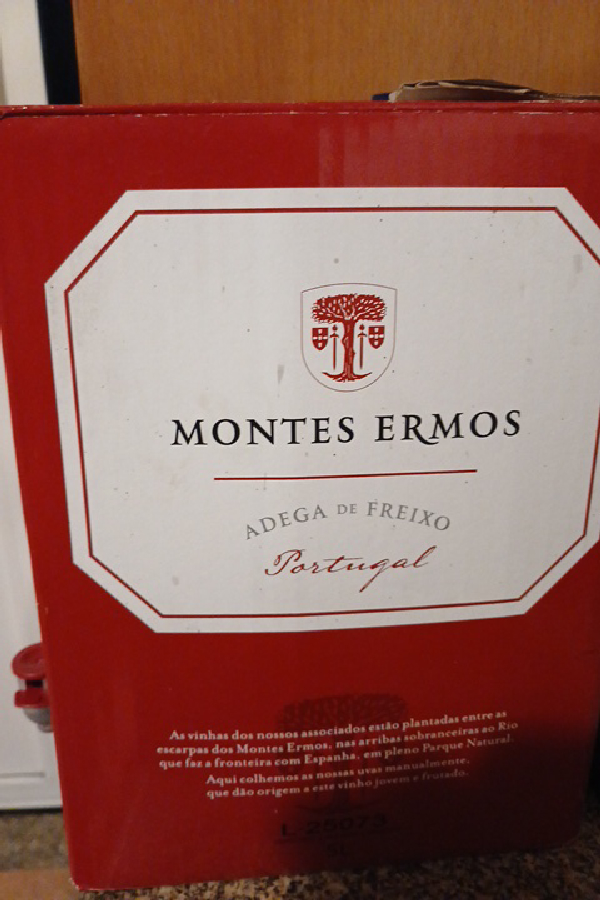 MONTES ERMOS
ADEGA DE FREIXO
Portugal
As vinhas dos nossos associados estão plantadas entre as
escarpas dos Montes Ermos, nas arribas sobranceiras ao Rio
que faz a fronteira com Espanha, em pleno Parque Natural.
Aqui colhemos as nossas uvas manualmente,
que dão origem a este vinho jovem e frutado.
L 25073